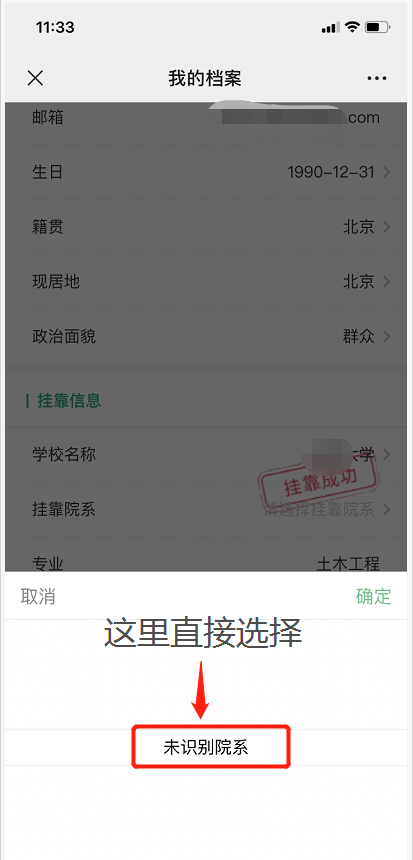 11:33
我的档案
邮箱 com
生日 1990-12-31
籍贯 北京
现居地 北京
政治面貌 群众
挂靠信息
学校名称 大学
挂靠成功
挂靠院系 请选择挂靠院系
专业 土木工程
取消 确定
这里直接选择
未识别院系